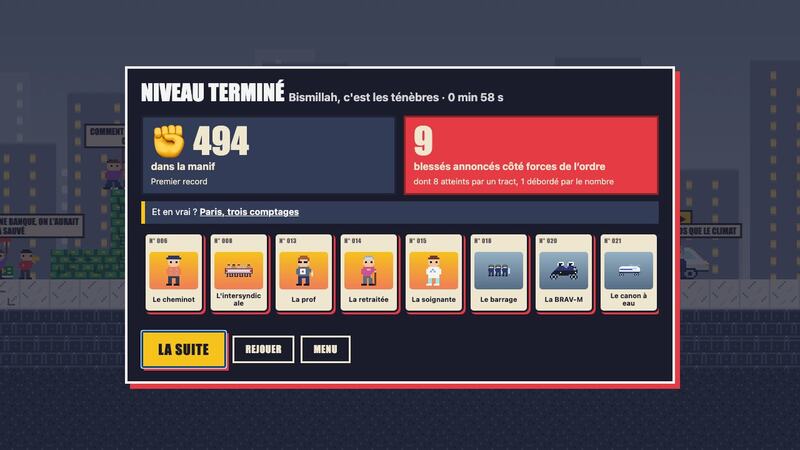 NIVEAU TERMINÉ Bismillah, c'est les ténèbres · 0 min 58 s
COMMENT
✊ 494
dans la manif
Premier record
9
blessés annoncés côté forces de l'ordre
dont 8 atteints par un tract, 1 débordé par le nombre
Et en vrai ? Paris, trois comptages
NE BANQUE, ON L'AURAIT
SAUVÉ
QUE LE CLIMAT
N° 006
Le cheminot
N° 008
L'intersyndic
ale
N° 013
La prof
N° 014
La retraitée
N° 015
La soignante
N° 018
Le barrage
N° 020
La BRAV-M
N° 021
Le canon à
eau
LA SUITE
REJOUER
MENU